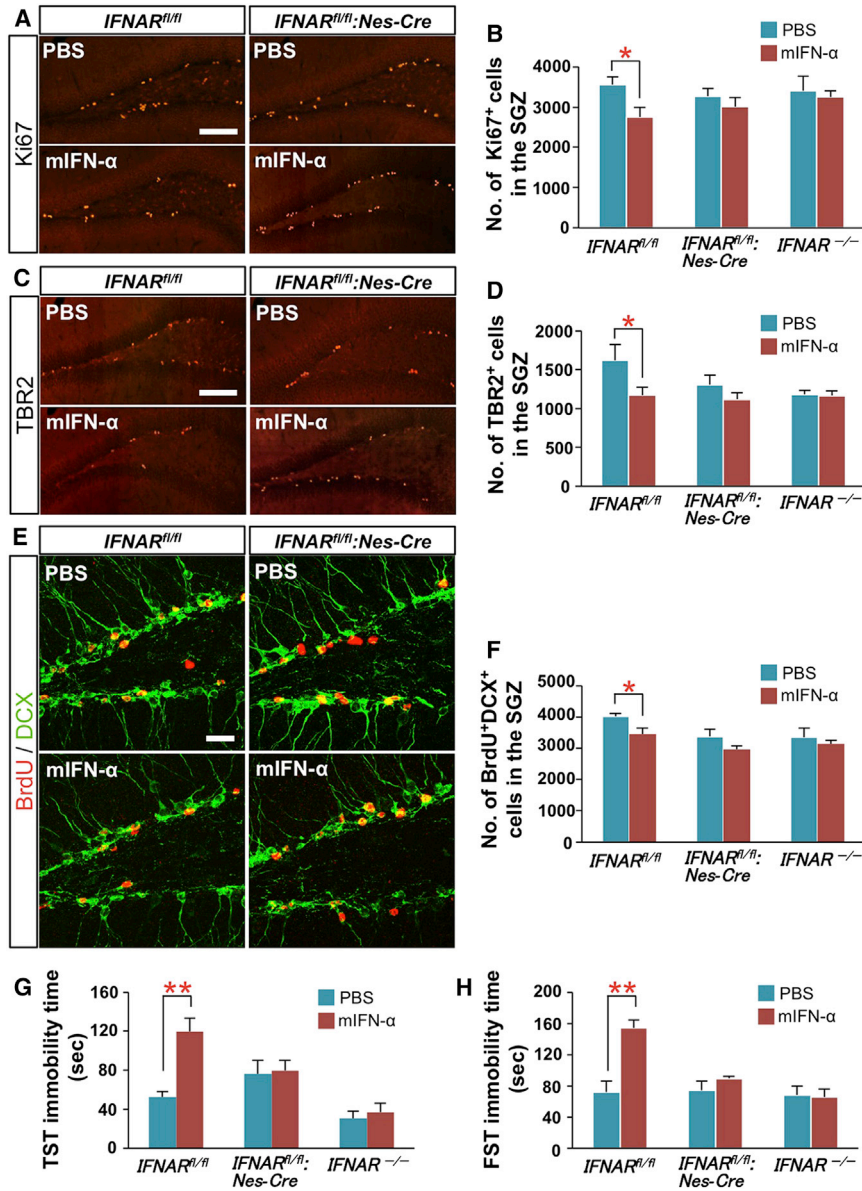 A
IFNARfl/fl
IFNARfl/fl:Nes-Cre
Ki67
PBS
PBS
mIFN-α
mIFN-α
B
PBS
mIFN-α
*
No. of Ki67+ cells
in the SGZ
4000
3000
2000
1000
0
IFNARfl/fl
IFNARfl/fl:
Nes-Cre
IFNAR −/−
C
IFNARfl/fl
IFNARfl/fl:Nes-Cre
TBR2
PBS
PBS
mIFN-α
mIFN-α
D
PBS
mIFN-α
*
No. of TBR2+ cells
in the SGZ
2000
1500
1000
500
0
IFNARfl/fl
IFNARfl/fl:
Nes-Cre
IFNAR −/−
E
IFNARfl/fl
IFNARfl/fl:Nes-Cre
BrdU / DCX
PBS
PBS
mIFN-α
mIFN-α
F
PBS
mIFN-α
*
No. of BrdU+DCX+
cells in the SGZ
5000
4000
3000
2000
1000
0
IFNARfl/fl
IFNARfl/fl:
Nes-Cre
IFNAR −/−
G
PBS
mIFN-α
**
TST immobility time
(sec)
160
120
80
40
0
IFNARfl/fl
IFNARfl/fl:
Nes-Cre
IFNAR −/−
H
PBS
mIFN-α
**
FST immobility time
(sec)
200
160
120
80
40
0
IFNARfl/fl
IFNARfl/fl:
Nes-Cre
IFNAR −/−